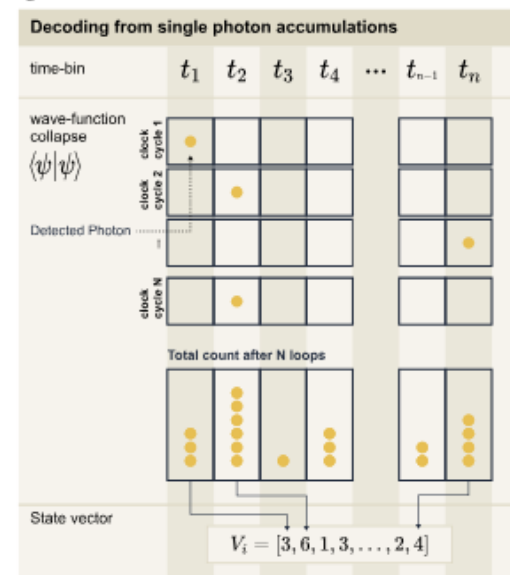 Decoding from single photon accumulations
time-bin t₁ t₂ t₃ t₄ ... tₙ₋₁ tₙ
wave-function
collapse
⟨ψ|ψ⟩
clock
cycle 1
clock
cycle 2
Detected Photon
...
clock
cycle N
Total count after N loops
State vector
Vᵢ = [3, 6, 1, 3, ..., 2, 4]